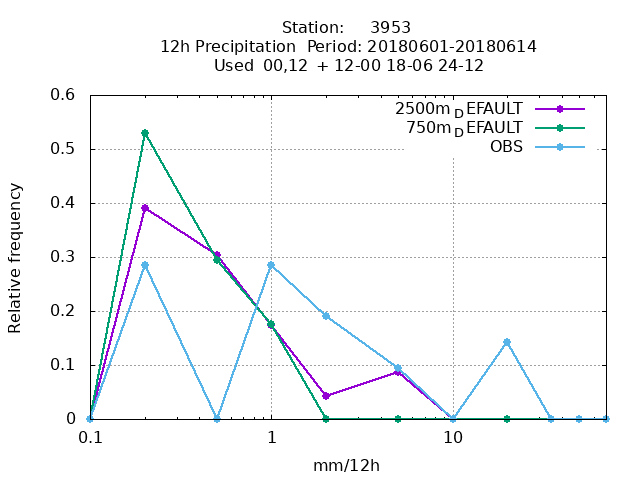 Station: 3953
12h Precipitation Period: 20180601-20180614
Used 00,12 + 12-00 18-06 24-12
0.6
0.5
0.4
0.3
0.2
0.1
0
Relative frequency
2500m_DEFAULT
750m_DEFAULT
OBS
0.1 1 10
mm/12h